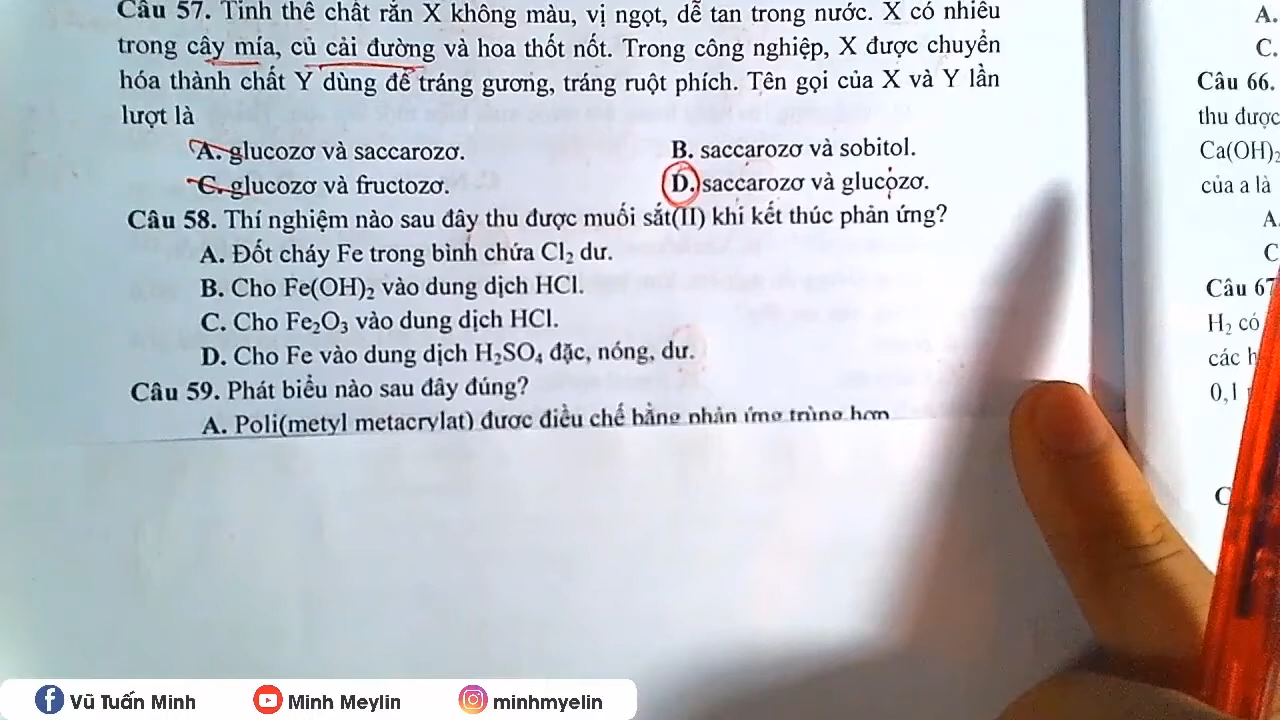 Câu 57. Tinh thể chất rắn X không màu, vị ngọt, dễ tan trong nước. X có nhiều
trong cây mía, củ cải đường và hoa thốt nốt. Trong công nghiệp, X được chuyển
hóa thành chất Y dùng để tráng gương, tráng ruột phích. Tên gọi của X và Y lần
lượt là
A. glucozơ và saccarozơ.
B. saccarozơ và sobitol.
C. glucozơ và fructozơ.
D. saccarozơ và glucozơ.
Câu 58. Thí nghiệm nào sau đây thu được muối sắt(II) khi kết thúc phản ứng?
A. Đốt cháy Fe trong bình chứa Cl₂ dư.
B. Cho Fe(OH)₂ vào dung dịch HCl.
C. Cho Fe₂O₃ vào dung dịch HCl.
D. Cho Fe vào dung dịch H₂SO₄ đặc, nóng, dư.
Câu 59. Phát biểu nào sau đây đúng?
A. Poli(metyl metacrylat) được điều chế bằng phản ứng trùng hợp
A.
C.
Câu 66.
thu được
Ca(OH)₂
của a là
A.
C
Câu 67
H₂ có
các h
0,1
C
Vũ Tuấn Minh
Minh Meylin
minhmyelin